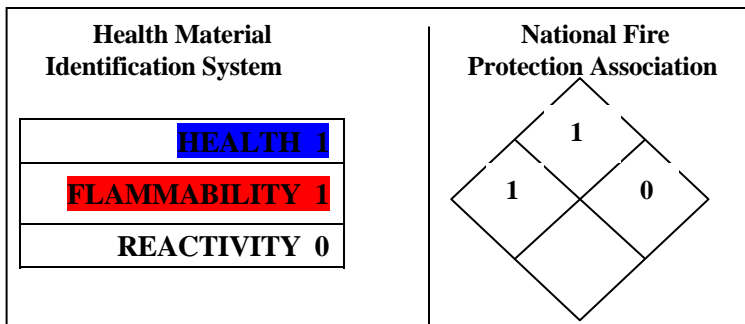 Health Material
Identification System
HEALTH 1
FLAMMABILITY 1
REACTIVITY 0
National Fire
Protection Association
1
1
0